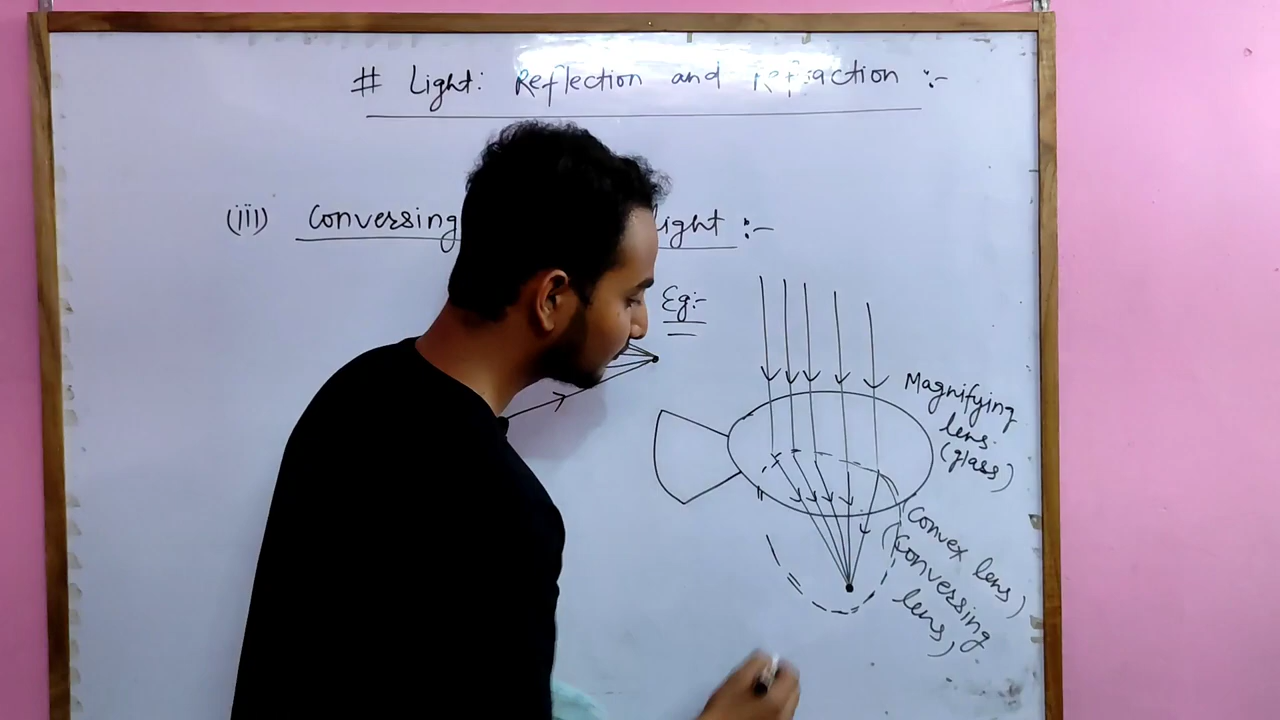 # Light: Reflection and Refraction :-
(iii) Conversing light :-
Eg:-
Magnifying
lens.
(glass)
(Convex lens)
(Conversing
lens)